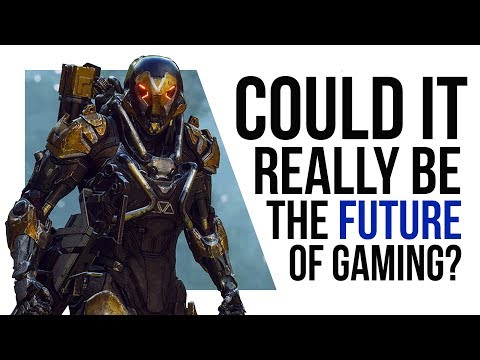 COULD IT
REALLY BE
THE FUTURE
OF GAMING?